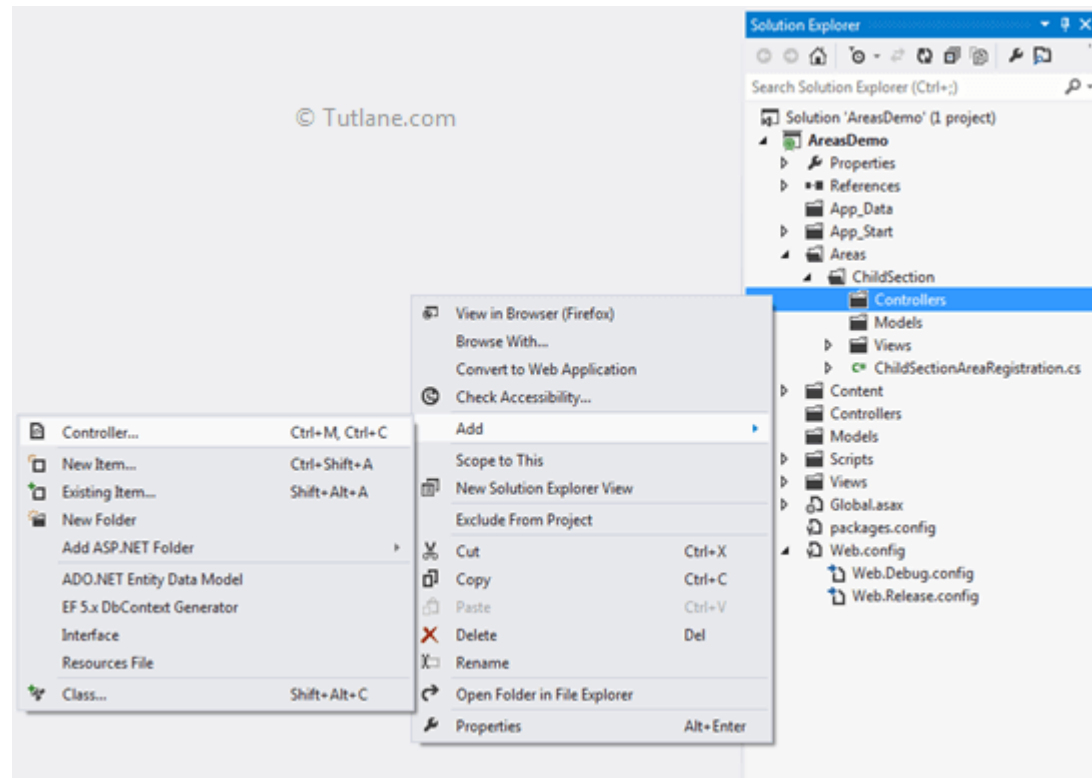 Solution Explorer
Search Solution Explorer (Ctrl+;)
© Tutlane.com
Solution 'AreasDemo' (1 project)
AreasDemo
Properties
References
App_Data
App_Start
Areas
ChildSection
Controllers
Models
Views
ChildSectionAreaRegistration.cs
Content
Controllers
Models
Scripts
Views
Global.asax
packages.config
Web.config
Web.Debug.config
Web.Release.config
View in Browser (Firefox)
Browse With...
Convert to Web Application
Check Accessibility...
Add
Scope to This
New Solution Explorer View
Exclude From Project
Cut Ctrl+X
Copy Ctrl+C
Paste Ctrl+V
Delete Del
Rename
Open Folder in File Explorer
Properties Alt+Enter
Controller... Ctrl+M, Ctrl+C
New Item... Ctrl+Shift+A
Existing Item... Shift+Alt+A
New Folder
Add ASP.NET Folder
ADO.NET Entity Data Model
EF 5.x DbContext Generator
Interface
Resources File
Class... Shift+Alt+C